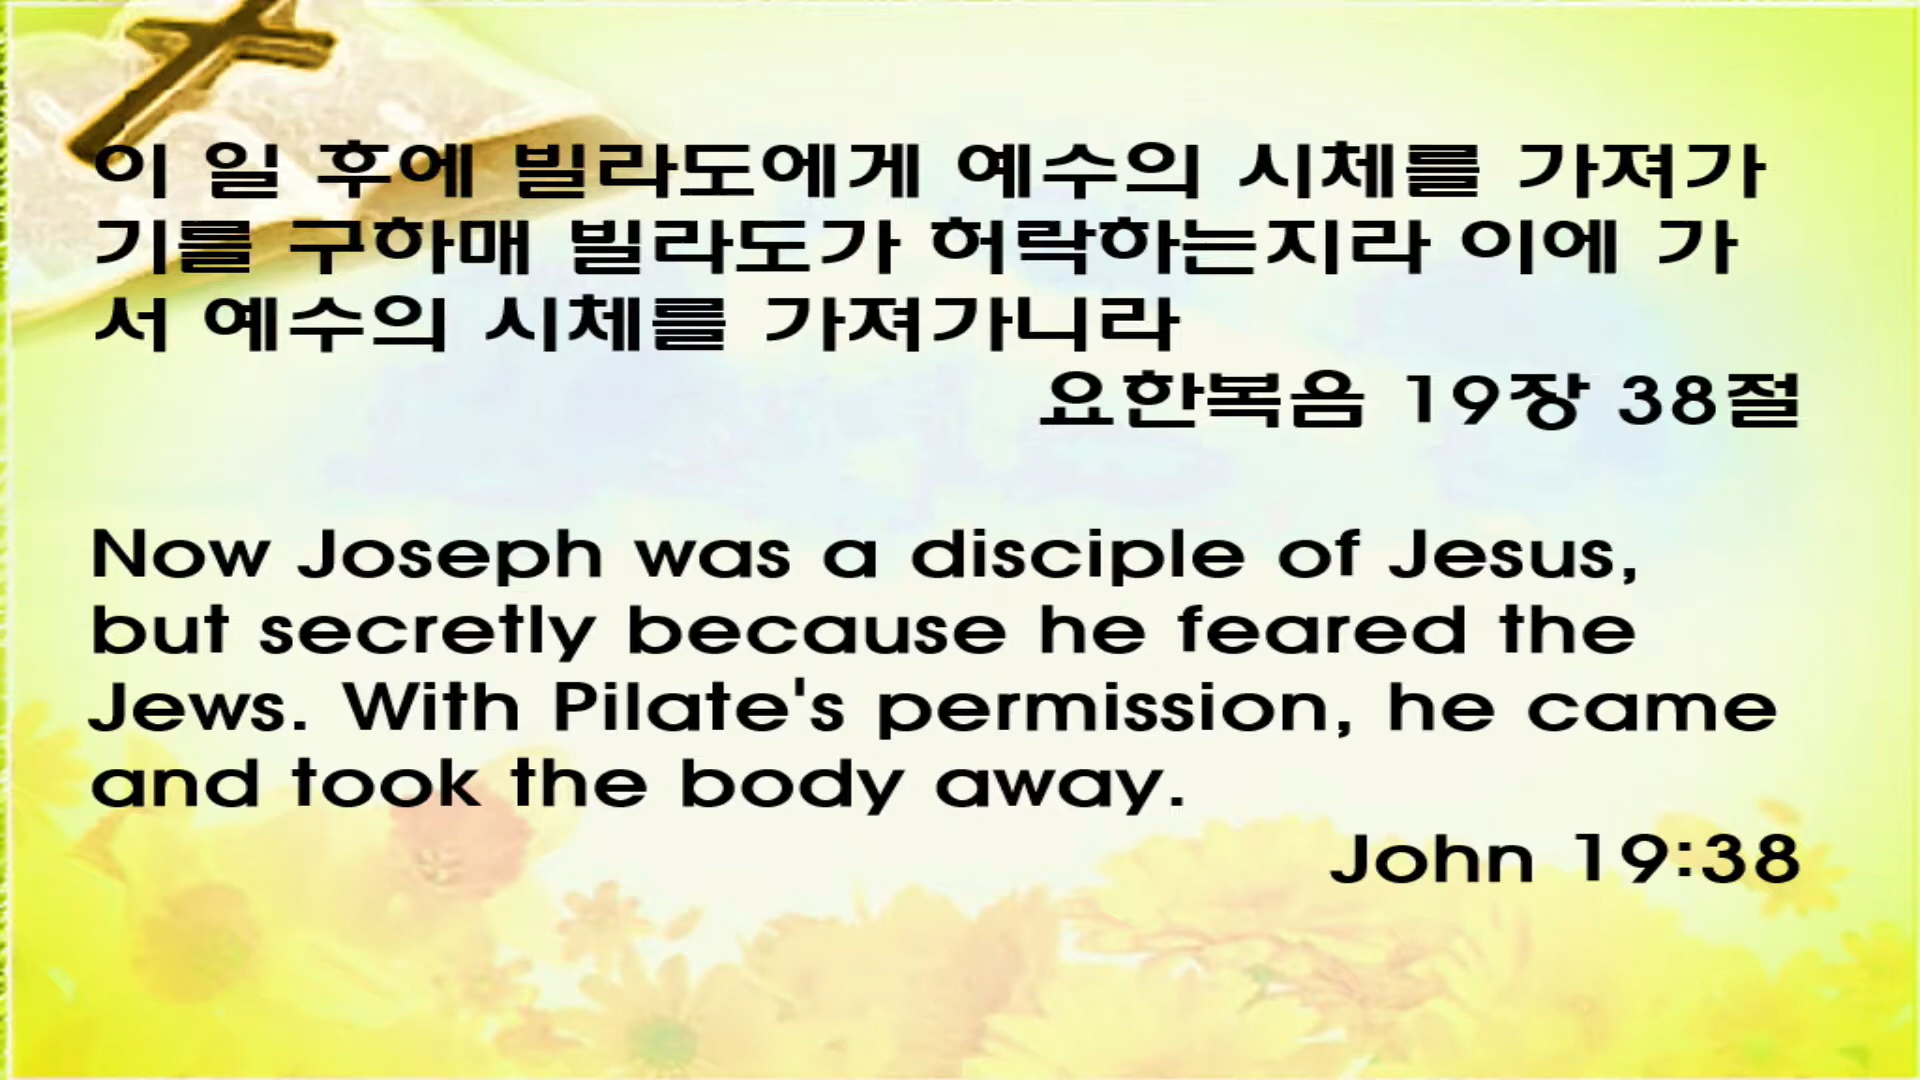 이 일 후에 빌라도에게 예수의 시체를 가져가
기를 구하매 빌라도가 허락하는지라 이에 가
서 예수의 시체를 가져가니라
요한복음 19장 38절
Now Joseph was a disciple of Jesus,
but secretly because he feared the
Jews. With Pilate's permission, he came
and took the body away.
John 19:38